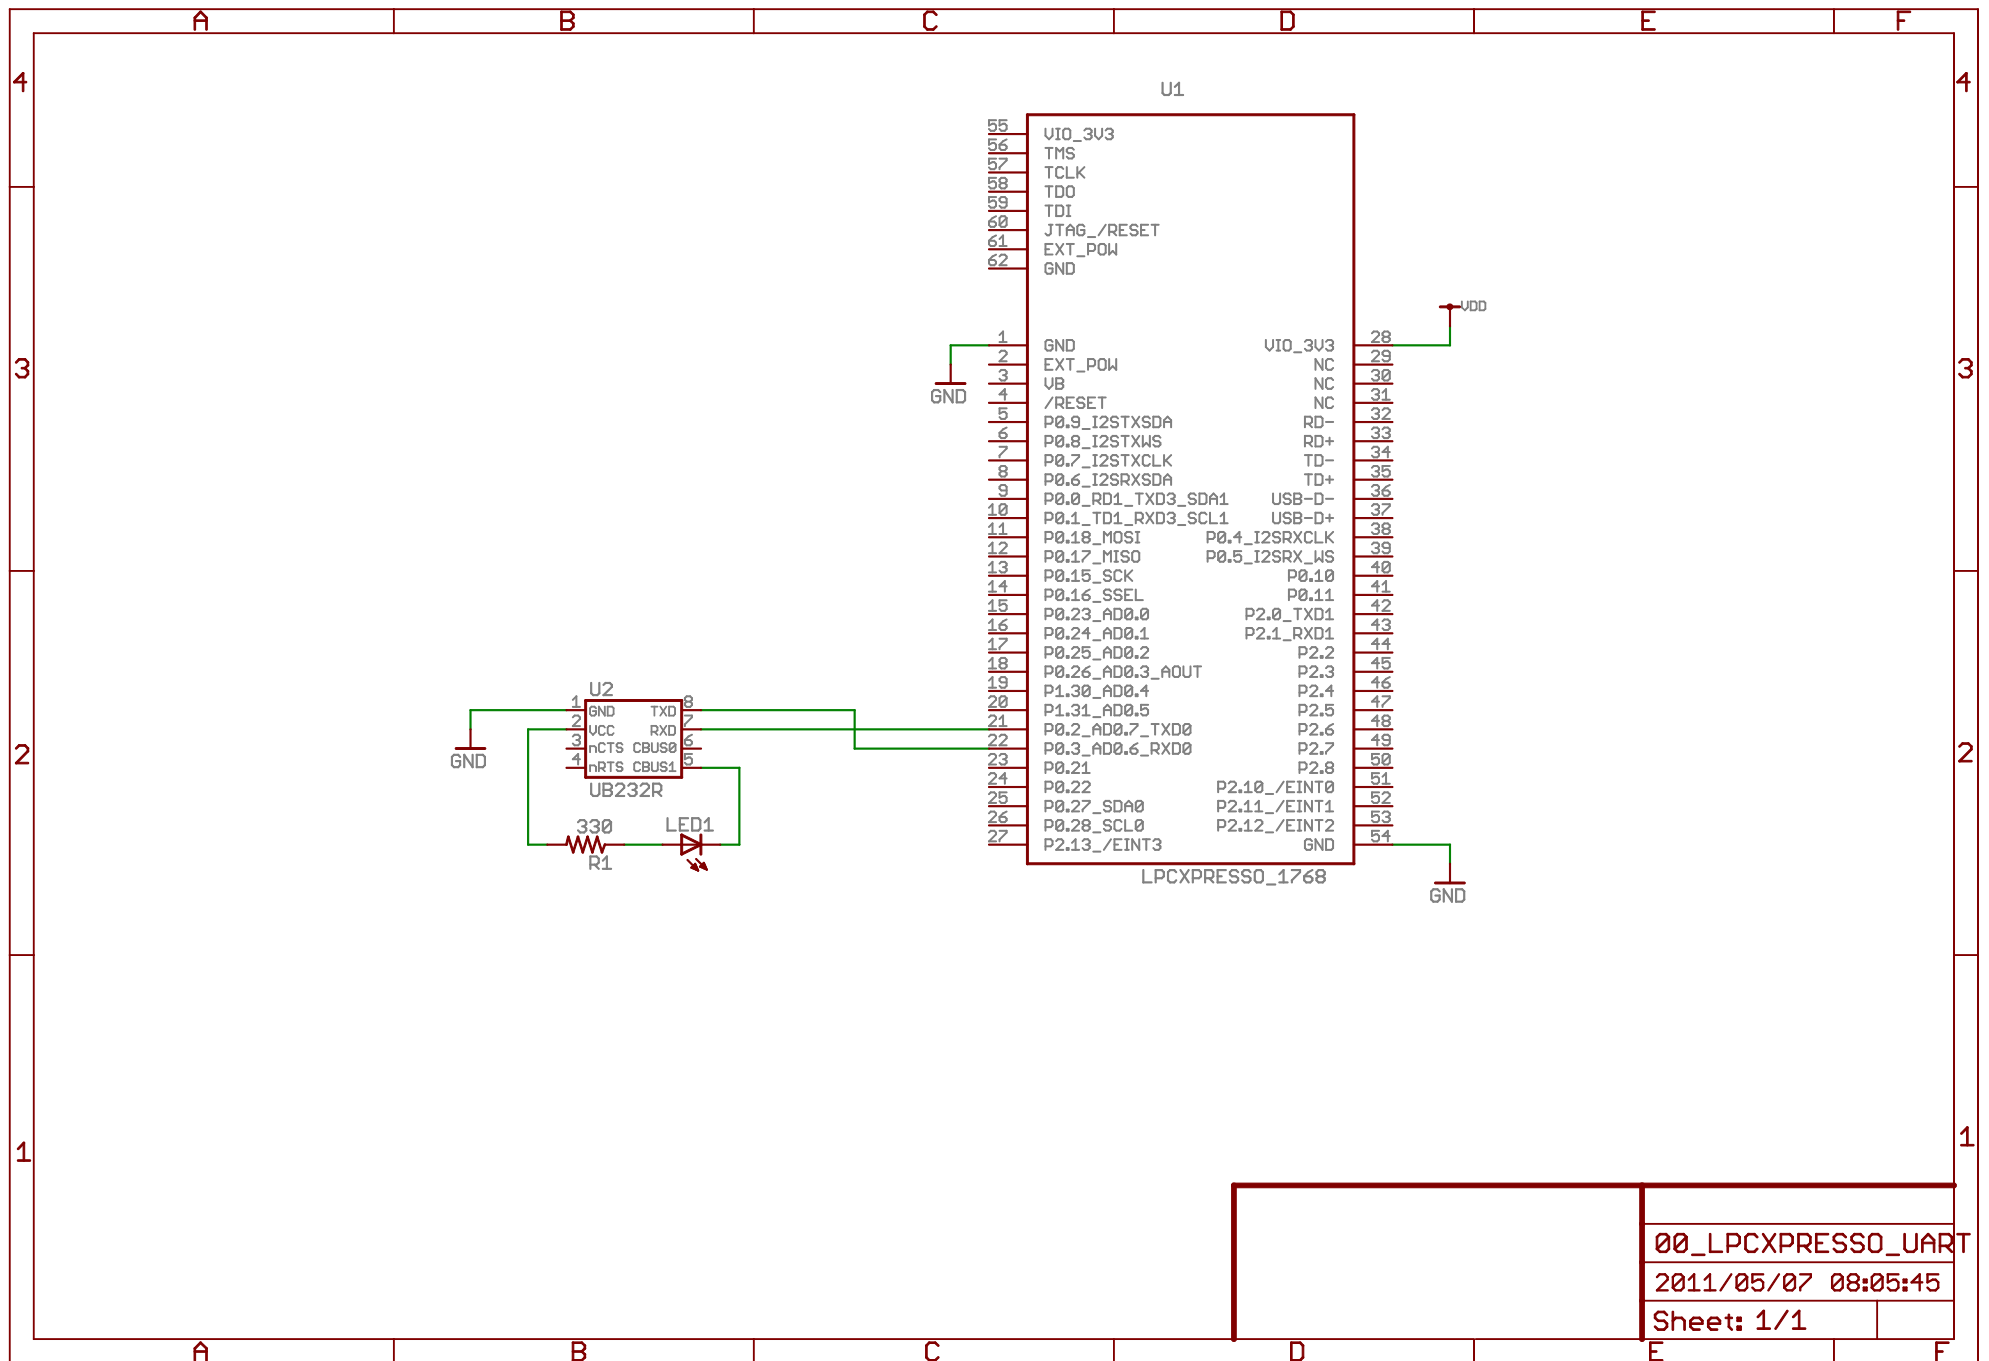 A B C D E F
4 4
U1
55 VIO_3V3
56 TMS
57 TCLK
58 TDO
59 TDI
60 JTAG_/RESET
61 EXT_POW
62 GND
VDD
1 GND VIO_3V3 28
2 EXT_POW NC 29
3 3
3 VB NC 30
GND
4 /RESET NC 31
5 P0.9_I2STXSDA RD- 32
6 P0.8_I2STXWS RD+ 33
7 P0.7_I2STXCLK TD- 34
8 P0.6_I2SRXSDA TD+ 35
9 P0.0_RD1_TXD3_SDA1 USB-D- 36
10 P0.1_TD1_RXD3_SCL1 USB-D+ 37
11 P0.18_MOSI P0.4_I2SRXCLK 38
12 P0.17_MISO P0.5_I2SRX_WS 39
13 P0.15_SCK P0.10 40
14 P0.16_SSEL P0.11 41
15 P0.23_AD0.0 P2.0_TXD1 42
16 P0.24_AD0.1 P2.1_RXD1 43
17 P0.25_AD0.2 P2.2 44
18 P0.26_AD0.3_AOUT P2.3 45
19 P1.30_AD0.4 P2.4 46
20 P1.31_AD0.5 P2.5 47
21 P0.2_AD0.7_TXD0 P2.6 48
22 P0.3_AD0.6_RXD0 P2.7 49
23 P0.21 P2.8 50
24 P0.22 P2.10_/EINT0 51
25 P0.27_SDA0 P2.11_/EINT1 52
26 P0.28_SCL0 P2.12_/EINT2 53
27 P2.13_/EINT3 GND 54
LPCXPRESSO_1768
GND
U2
1 GND TXD 8
2 VCC RXD 7
3 nCTS CBUS0 6
4 nRTS CBUS1 5
UB232R
GND
2 2
330
R1
LED1
1 1
00_LPCXPRESSO_UART
2011/05/07 08:05:45
Sheet: 1/1
A B C D E F